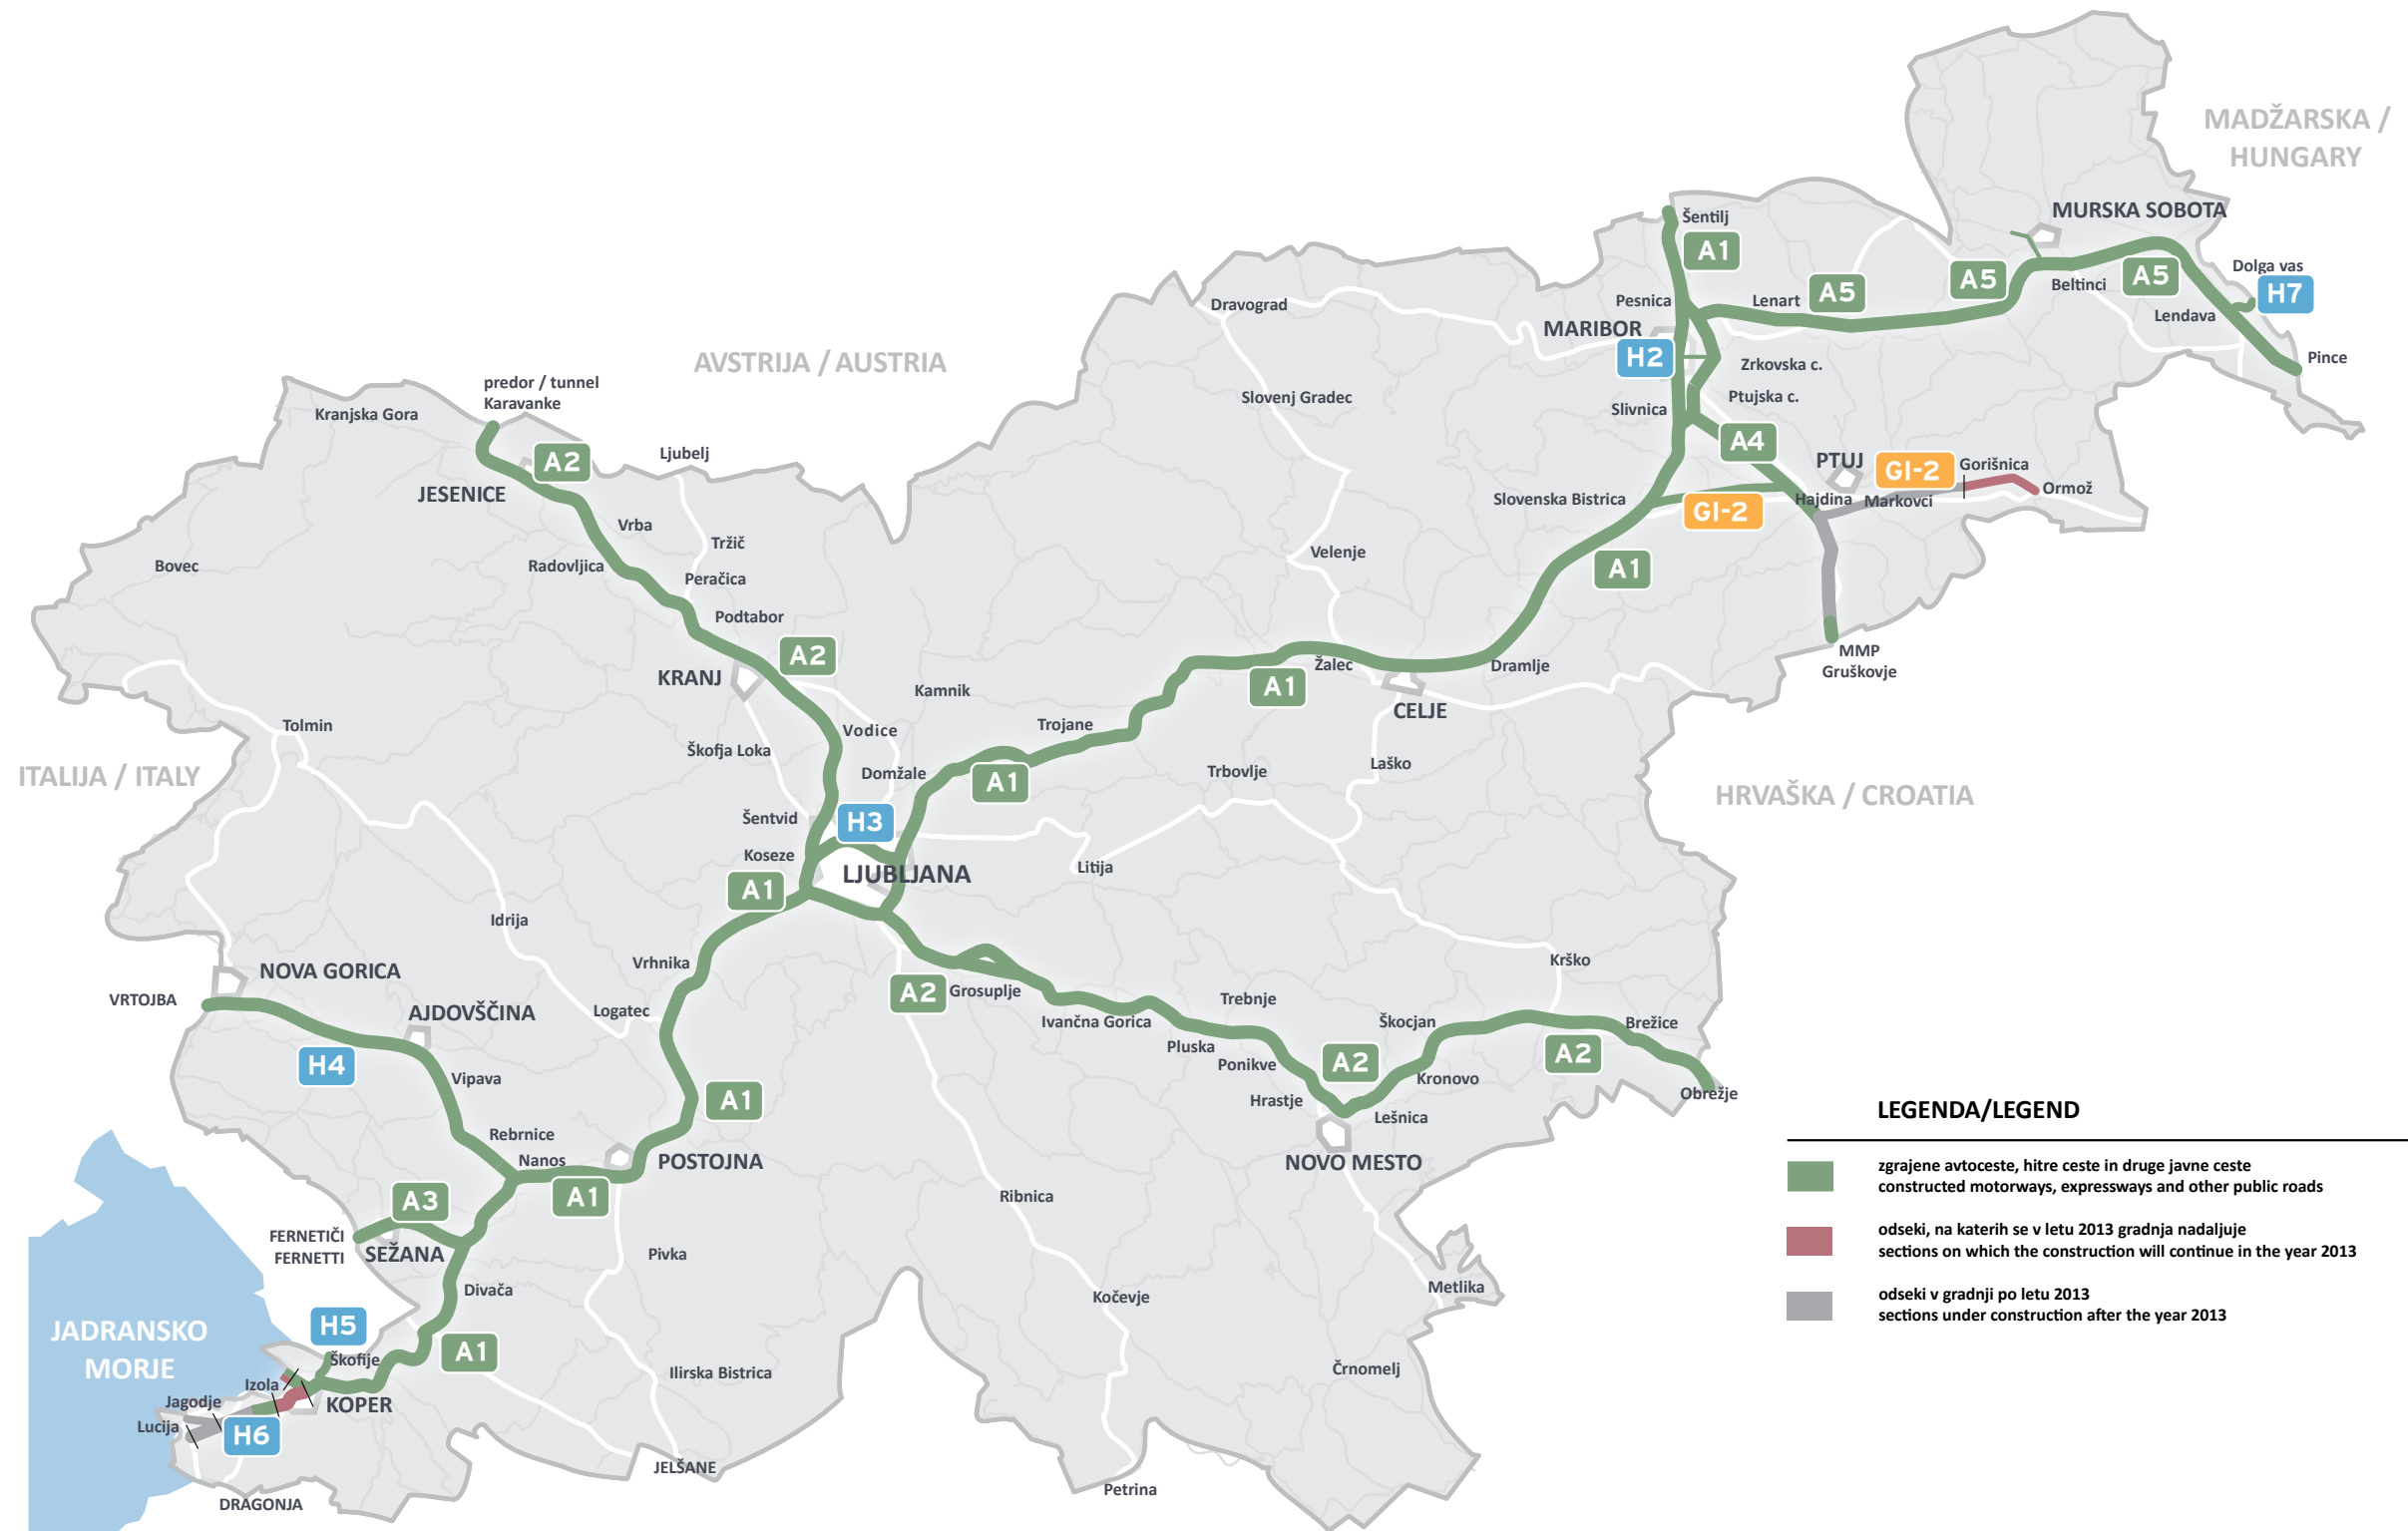 MADŽARSKA /
HUNGARY
MURSKA SOBOTA
Šentilj
A1
Dolga vas
H7
A5
A5
A5
Beltinci
Lenart
Pesnica
Dravograd
Lendava
MARIBOR
H2
Zrkovska c.
Pince
AVSTRIJA / AUSTRIA
predor / tunnel
Karavanke
Kranjska Gora
Slovenj Gradec
Ptujska c.
Slivnica
A4
Ljubelj
A2
JESENICE
PTUJ
GI-2
Gorišnica
Ormož
Slovenska Bistrica
Hajdina
Markovci
GI-2
Vrba
Tržič
Radovljica
Bovec
Velenje
A1
Peračica
Podtabor
A2
KRANJ
Kamnik
Žalec
Dramlje
MMP
Gruškovje
A1
CELJE
Tolmin
Vodice
Trojane
Škofja Loka
ITALIJA / ITALY
Domžale
A1
Trbovlje
Laško
HRVAŠKA / CROATIA
Šentvid
H3
Koseze
LJUBLJANA
Litija
A1
Idrija
Vrhnika
Krško
NOVA GORICA
VRTOJBA
AJDOVŠČINA
Logatec
A2
Grosuplje
Trebnje
Ivančna Gorica
Škocjan
Brežice
Pluska
Ponikve
A2
A2
H4
Vipava
Kronovo
Obrežje
A1
Hrastje
Lešnica
Rebrnice
Nanos
POSTOJNA
NOVO MESTO
A3
A1
Ribnica
FERNETIČI
FERNETTI
SEŽANA
Pivka
Divača
Kočevje
Metlika
JADRANSKO
MORJE
H5
Škofije
A1
Ilirska Bistrica
Črnomelj
Izola
Jagodje
KOPER
Lucija
H6
JELŠANE
Petrina
DRAGONJA
LEGENDA/LEGEND
zgrajene avtoceste, hitre ceste in druge javne ceste
constructed motorways, expressways and other public roads
odseki, na katerih se v letu 2013 gradnja nadaljuje
sections on which the construction will continue in the year 2013
odseki v gradnji po letu 2013
sections under construction after the year 2013